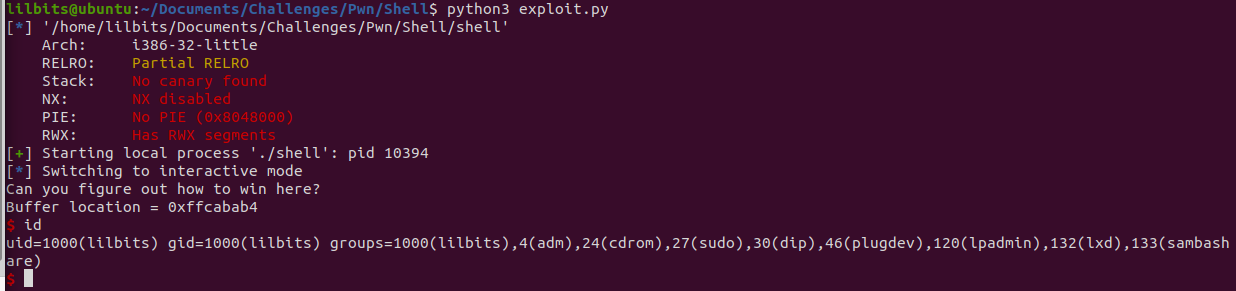 lilbits@ubuntu:~/Documents/Challenges/Pwn/Shell$ python3 exploit.py
[*] '/home/lilbits/Documents/Challenges/Pwn/Shell/shell'
    Arch:     i386-32-little
    RELRO:    Partial RELRO
    Stack:    No canary found
    NX:       NX disabled
    PIE:      No PIE (0x8048000)
    RWX:      Has RWX segments
[+] Starting local process './shell': pid 10394
[*] Switching to interactive mode
Can you figure out how to win here?
Buffer location = 0xffcabab4
$ id
uid=1000(lilbits) gid=1000(lilbits) groups=1000(lilbits),4(adm),24(cdrom),27(sudo),30(dip),46(plugdev),120(lpadmin),132(lxd),133(sambash
are)
$